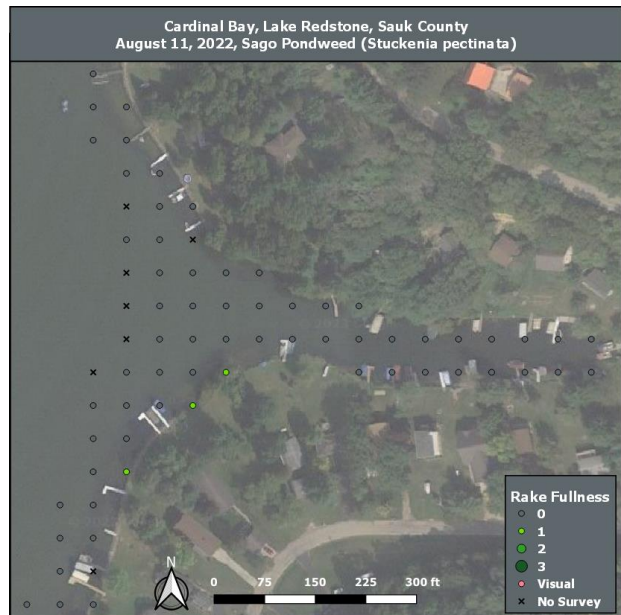 Cardinal Bay, Lake Redstone, Sauk County
August 11, 2022, Sago Pondweed (Stuckenia pectinata)
Rake Fullness
0
1
2
3
Visual
No Survey
N
0 75 150 225 300 ft